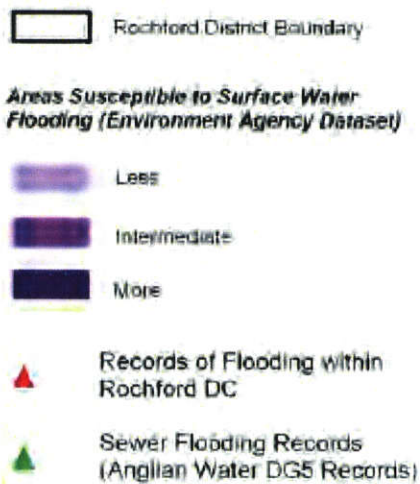 Rochford District Boundary
Areas Susceptible to Surface Water
Flooding (Environment Agency Dataset)
Less
Intermediate
More
Records of Flooding within
Rochford DC
Sewer Flooding Records
(Anglian Water DG5 Records)